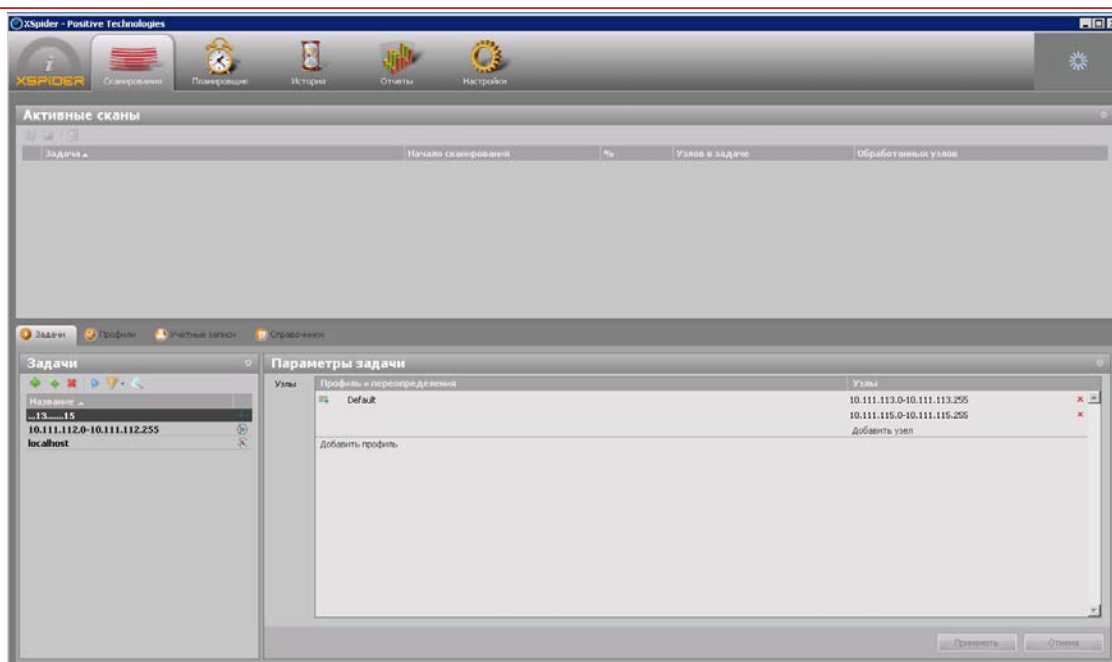 XSpider - Positive Technologies
i
XSPIDER
Сканирования
Планировщик
История
Отчеты
Настройки
Активные сканы
Задача
Начало сканирования
%
Узлов в задаче
Обработанных узлов
Задачи
Профили
Учетные записи
Справочники
Задачи
Название
...13......15
10.111.112.0-10.111.112.255
localhost
Параметры задачи
Узлы
Профиль и переопределения
Узлы
Default
10.111.113.0-10.111.113.255
10.111.115.0-10.111.115.255
Добавить узел
Добавить профиль
Применить
Отмена